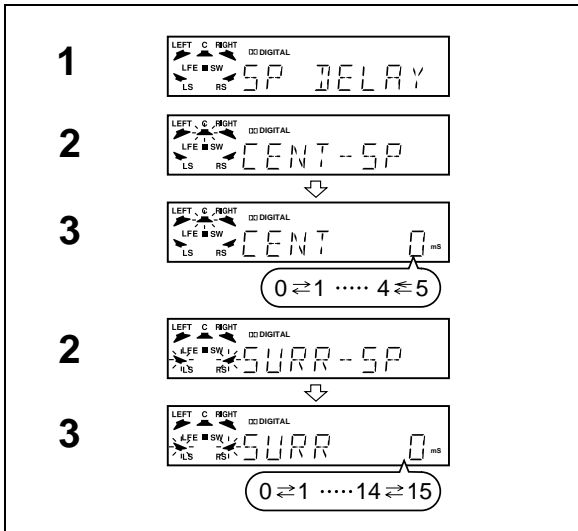 1
LEFT C RIGHT
DIGITAL
LFE SW
LS RS
SP DELAY
2
LEFT C RIGHT
DIGITAL
LFE SW
LS RS
CENT-SP
3
LEFT C RIGHT
DIGITAL
LFE SW
LS RS
CENT 0 mS
0 ⇄ 1 ····· 4 ⇆ 5
2
LEFT C RIGHT
DIGITAL
LFE SW
LS RS
SURR-SP
3
LEFT C RIGHT
DIGITAL
LFE SW
LS RS
SURR 0 mS
0 ⇄ 1 ····· 14 ⇄ 15